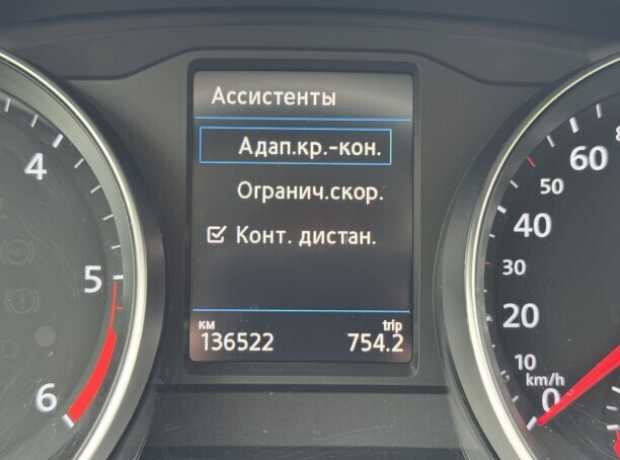 Ассистенты
Адап.кр.-кон.
Огранич.скор.
Конт. дистан.
км
trip
136522
754.2
4
5
6
60
50
40
30
20
10
km/h
0